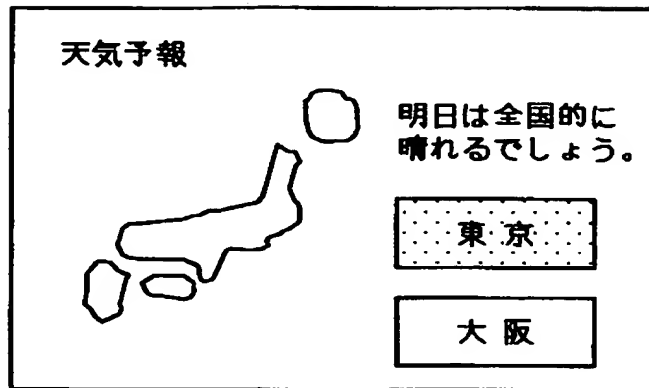 天気予報
明日は全国的に
晴れるでしょう。
東京
大阪